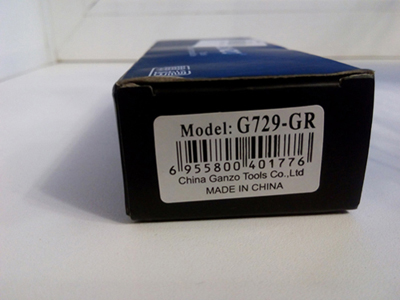 Model: G729-GR
6 955800 401776
China Ganzo Tools Co.,Ltd
MADE IN CHINA